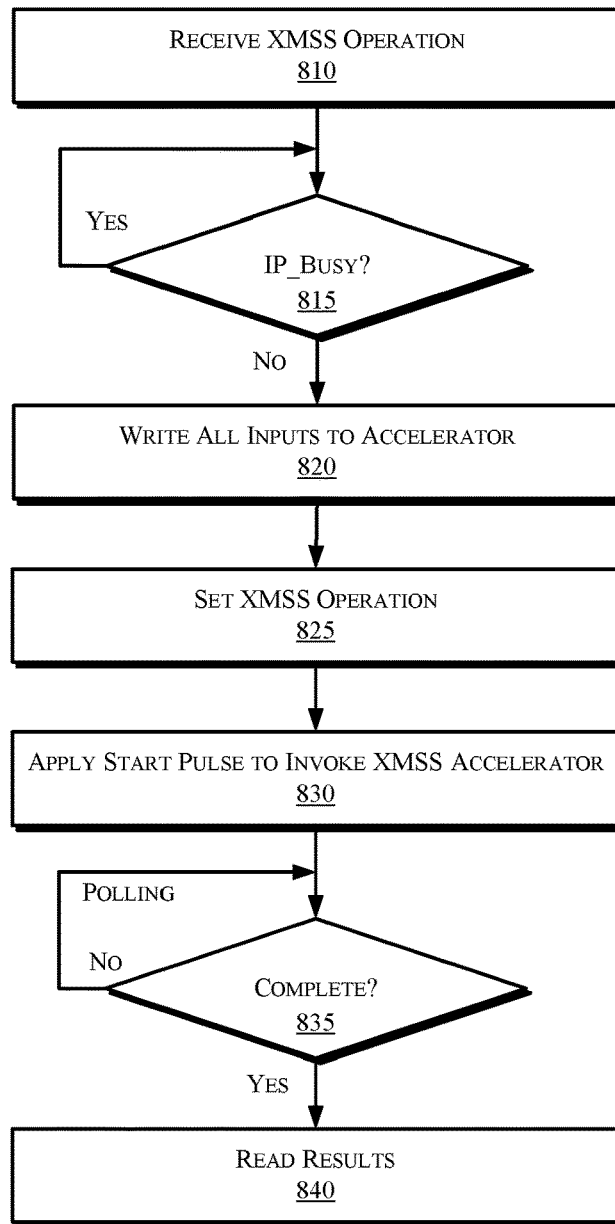 RECEIVE XMSS OPERATION
810
YES
IP_BUSY?
815
NO
WRITE ALL INPUTS TO ACCELERATOR
820
SET XMSS OPERATION
825
APPLY START PULSE TO INVOKE XMSS ACCELERATOR
830
POLLING
NO
COMPLETE?
835
YES
READ RESULTS
840